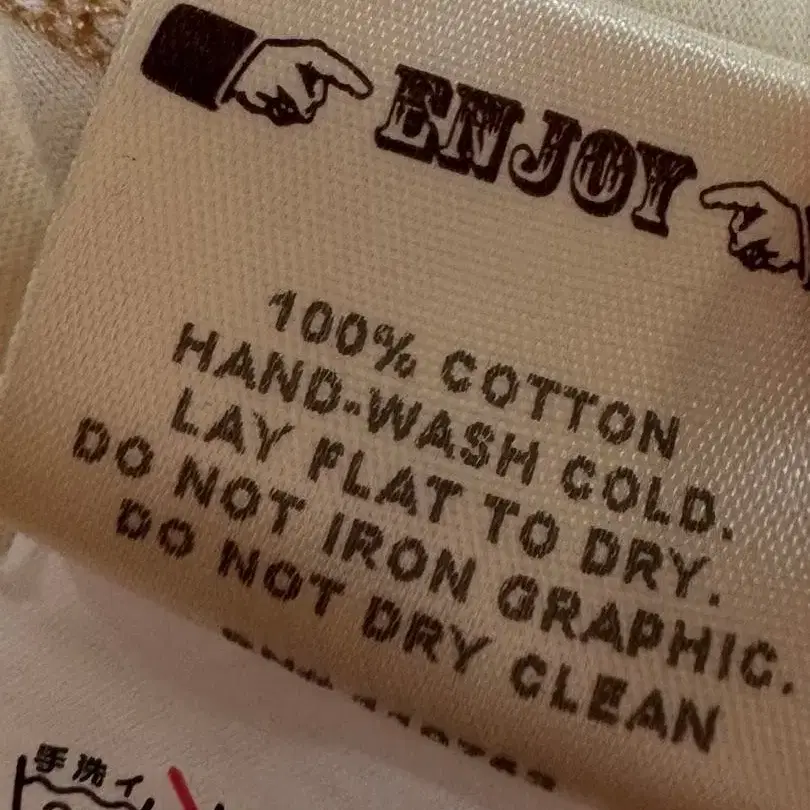 ENJOY
100% COTTON
HAND-WASH COLD.
LAY FLAT TO DRY.
DO NOT IRON GRAPHIC.
DO NOT DRY CLEAN
手洗イ